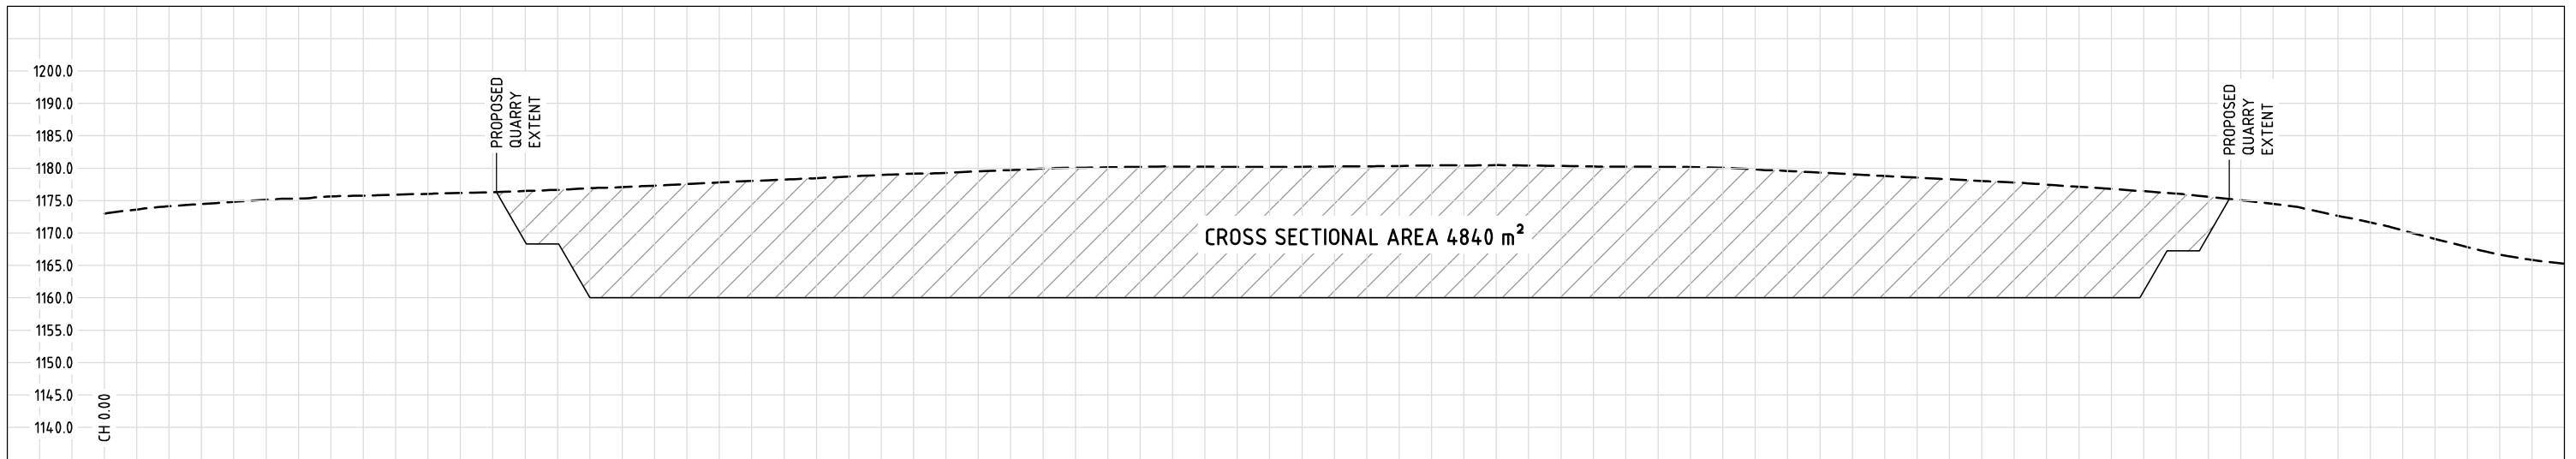 1200.0
1190.0
1185.0
1180.0
1175.0
1170.0
1165.0
1160.0
1155.0
1150.0
1145.0
1140.0
CH 0.00
PROPOSED
QUARRY
EXTENT
CROSS SECTIONAL AREA 4840 m²
PROPOSED
QUARRY
EXTENT